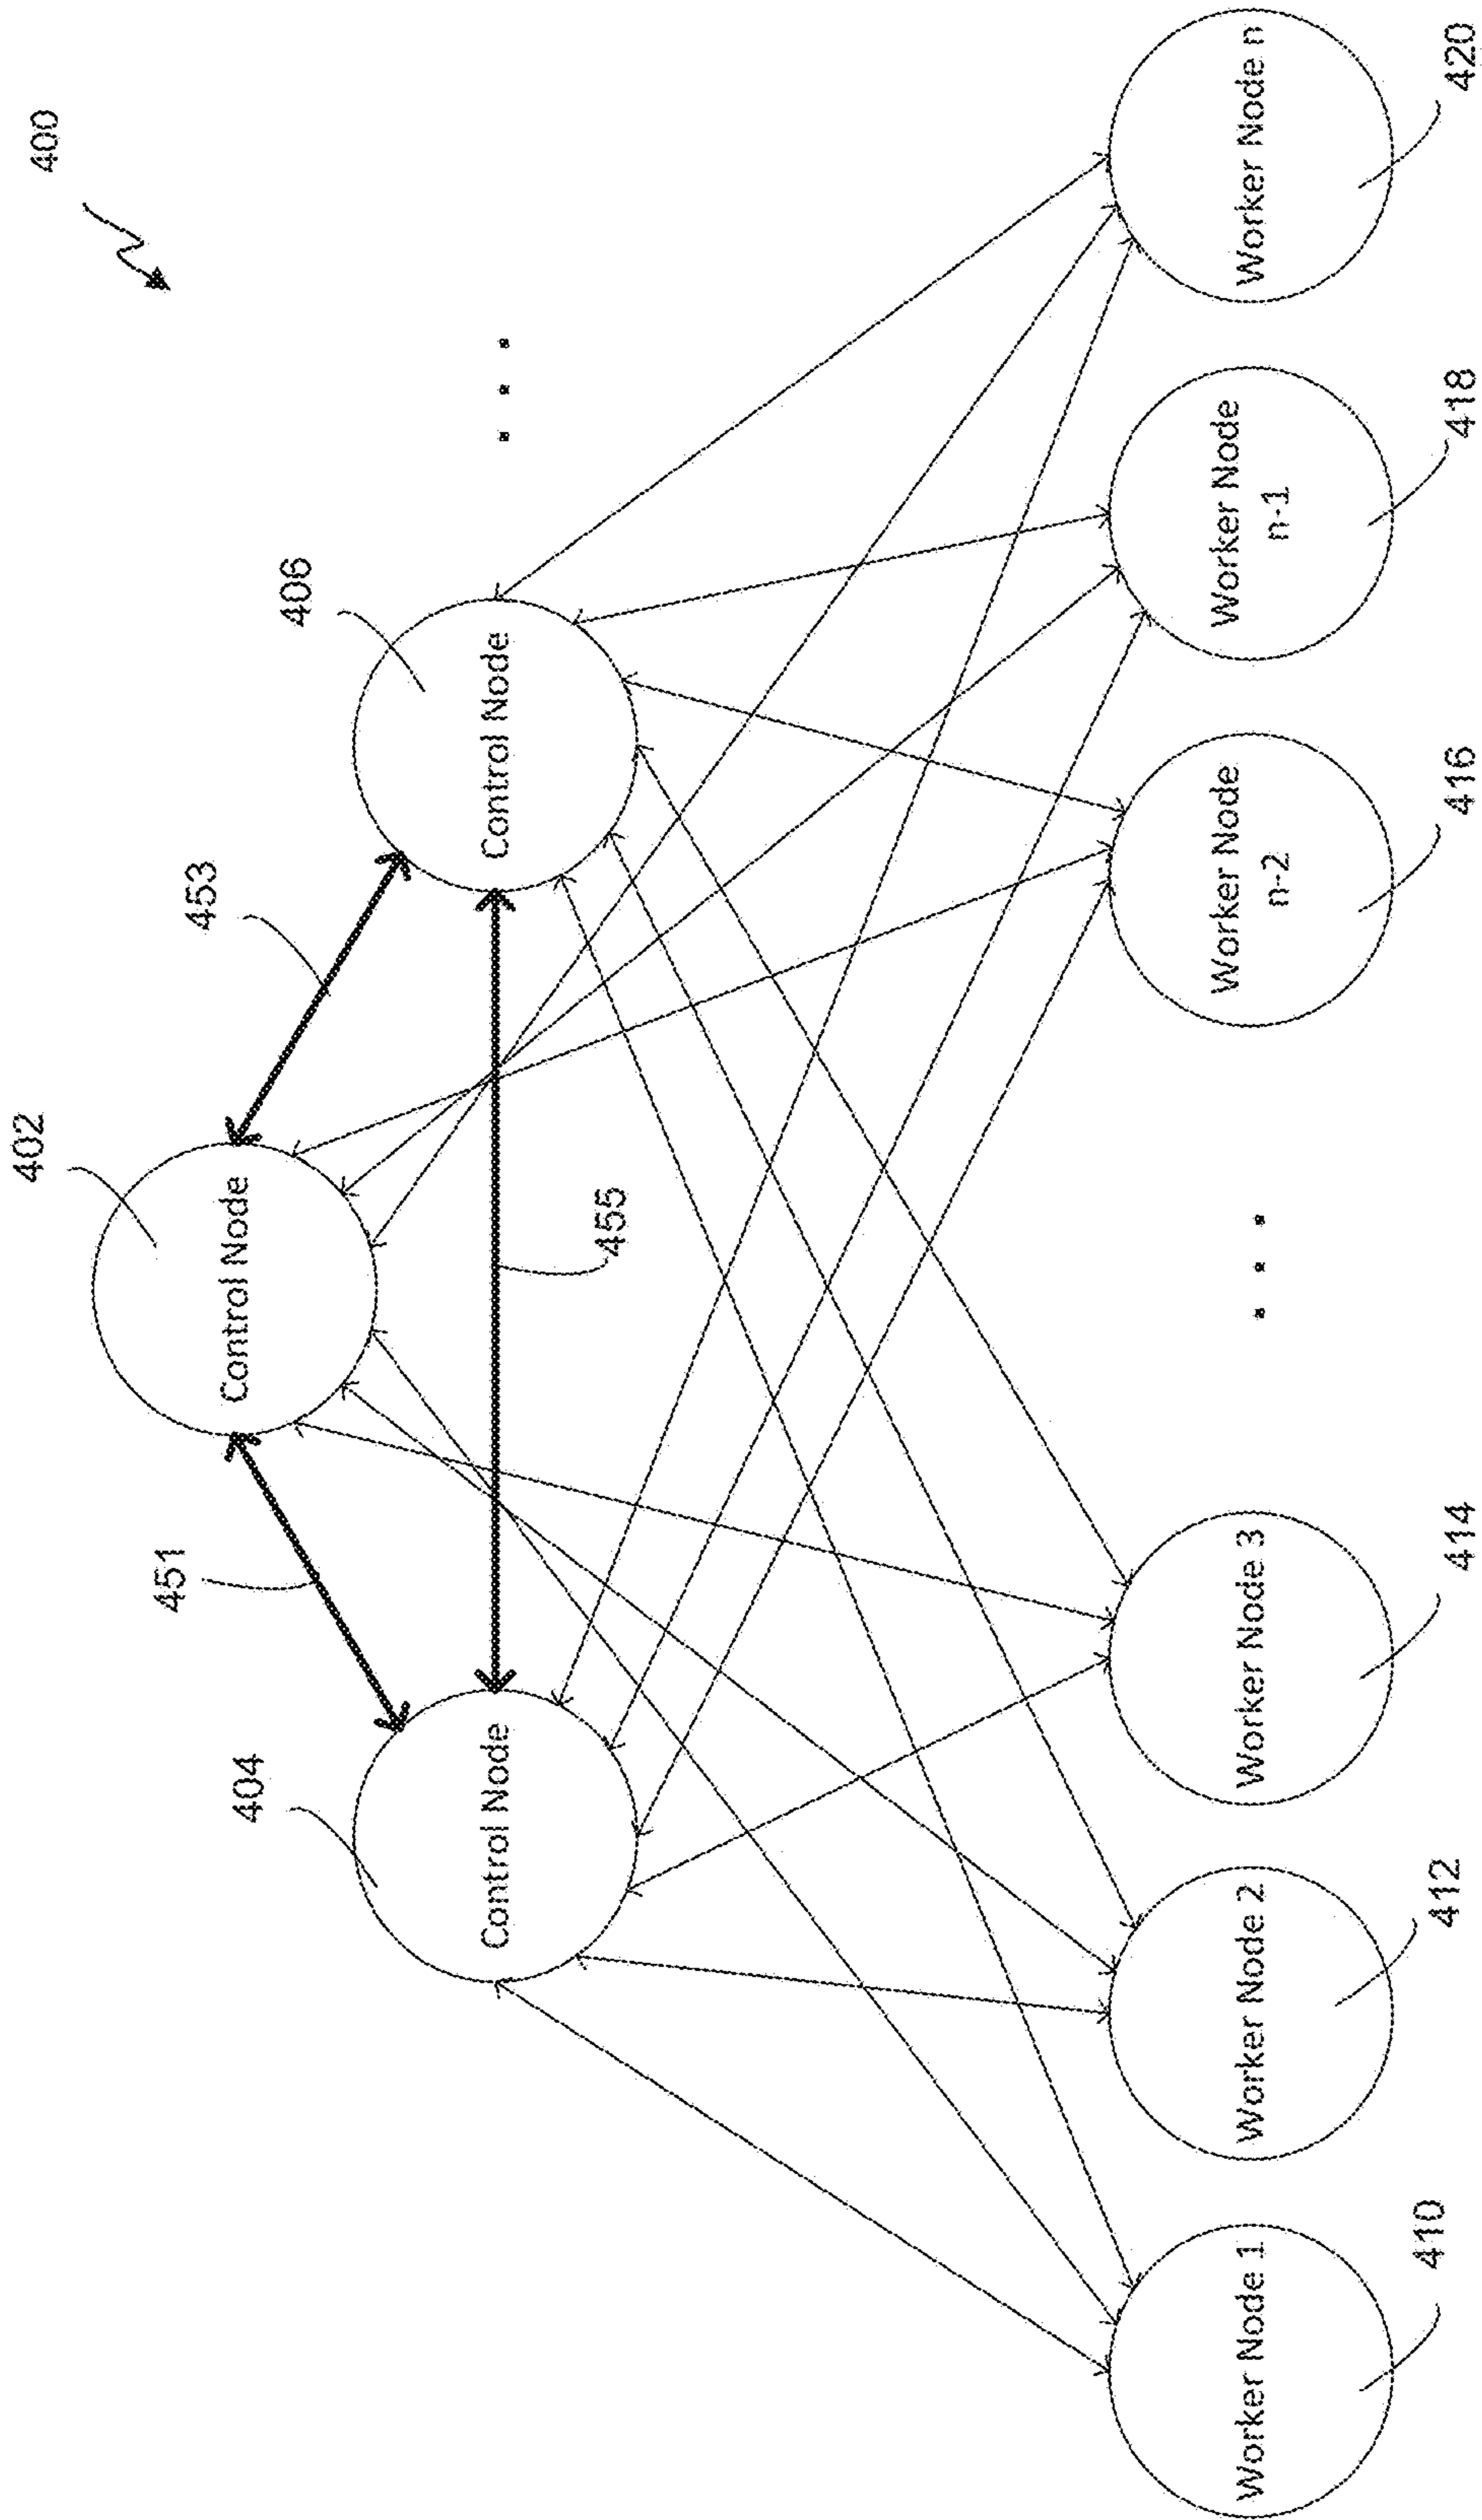 400
402
451
453
404
406
Control Node
Control Node
Control Node
455
Worker Node 1
Worker Node 2
Worker Node 3
Worker Node
n-2
Worker Node
n-1
Worker Node n
410
412
414
416
418
420